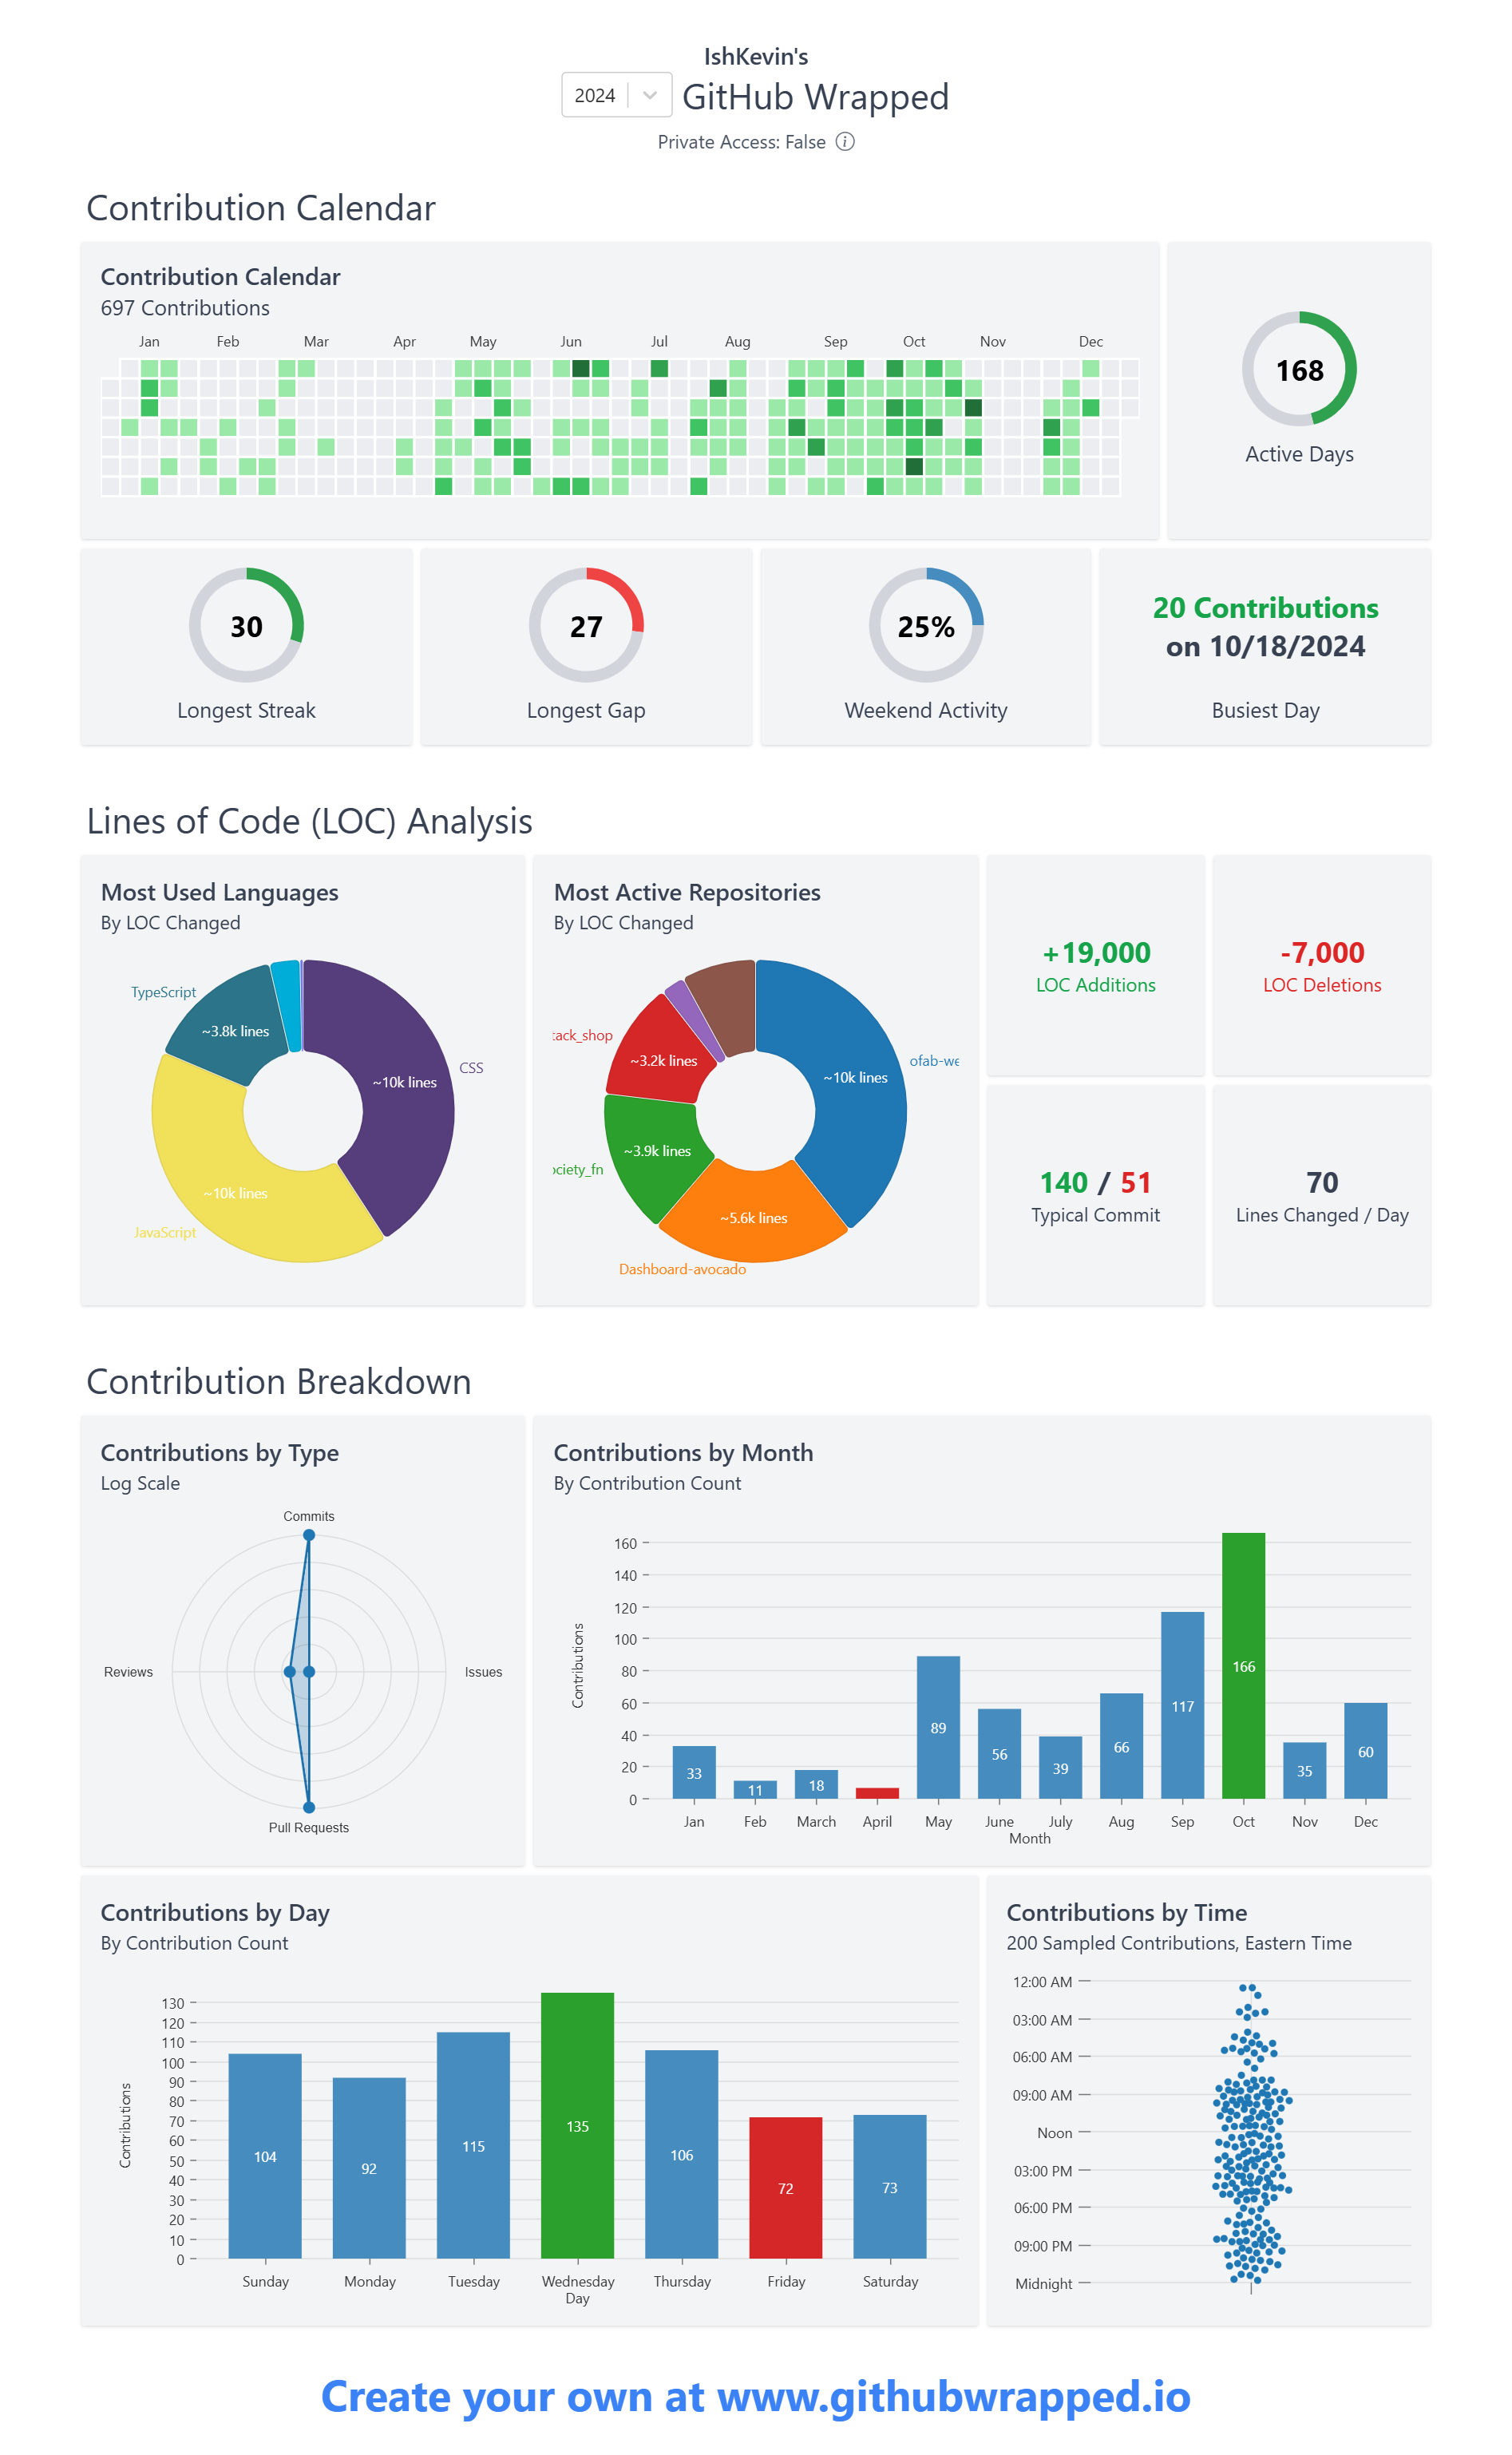 IshKevin's
2024
GitHub Wrapped
Private Access: False
Contribution Calendar
Contribution Calendar
697 Contributions
Jan Feb Mar Apr May Jun Jul Aug Sep Oct Nov Dec
168
Active Days
30
Longest Streak
27
Longest Gap
25%
Weekend Activity
20 Contributions
on 10/18/2024
Busiest Day
Lines of Code (LOC) Analysis
Most Used Languages
By LOC Changed
TypeScript
~3.8k lines
CSS
~10k lines
~10k lines
JavaScript
Most Active Repositories
By LOC Changed
tack_shop
~3.2k lines
ofab-we
~10k lines
~3.9k lines
ociety_fn
~5.6k lines
Dashboard-avocado
+19,000
LOC Additions
-7,000
LOC Deletions
140 / 51
Typical Commit
70
Lines Changed / Day
Contribution Breakdown
Contributions by Type
Log Scale
Commits
Reviews
Issues
Pull Requests
Contributions by Month
By Contribution Count
Contributions
160
140
120
100
80
60
40
20
0
33
11
18
89
56
39
66
117
166
35
60
Jan Feb March April May June July Aug Sep Oct Nov Dec
Month
Contributions by Day
By Contribution Count
Contributions
130
120
110
100
90
80
70
60
50
40
30
20
10
0
104
92
115
135
106
72
73
Sunday Monday Tuesday Wednesday Thursday Friday Saturday
Day
Contributions by Time
200 Sampled Contributions, Eastern Time
12:00 AM
03:00 AM
06:00 AM
09:00 AM
Noon
03:00 PM
06:00 PM
09:00 PM
Midnight
Create your own at www.githubwrapped.io